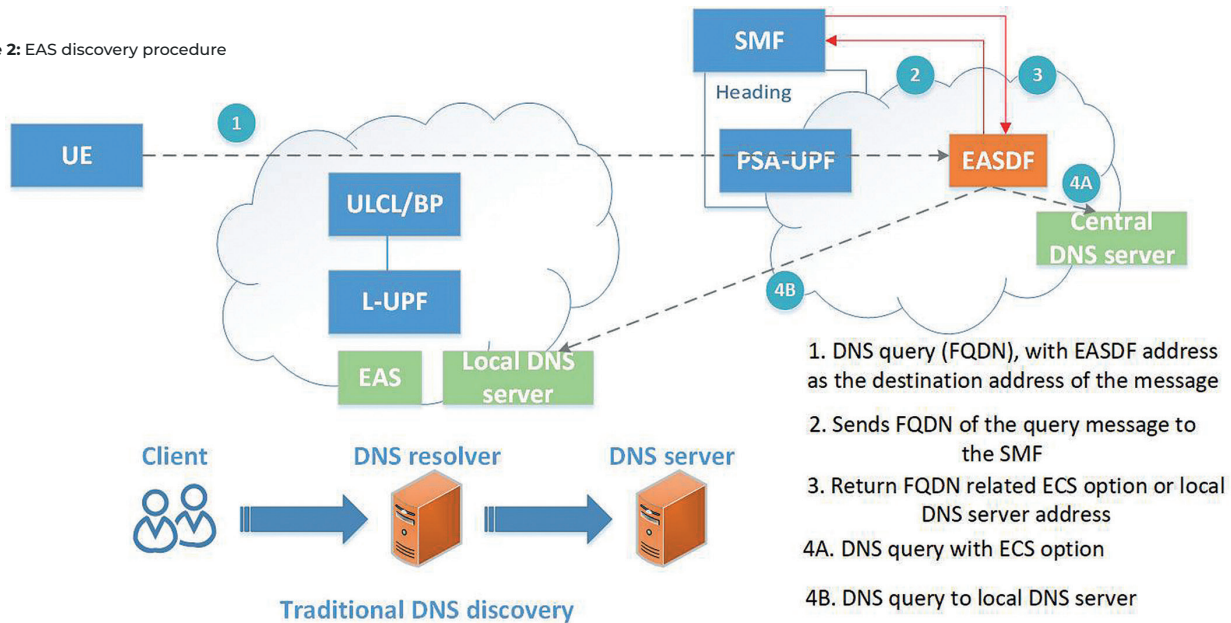 2: EAS discovery procedure
SMF
2
3
Heading
1
UE
PSA-UPF
EASDF
4A
ULCL/BP
Central
DNS server
4B
L-UPF
EAS
Local DNS
server
1. DNS query (FQDN), with EASDF address
as the destination address of the message
2. Sends FQDN of the query message to
the SMF
3. Return FQDN related ECS option or local
DNS server address
4A. DNS query with ECS option
4B. DNS query to local DNS server
Client
DNS resolver
DNS server
Traditional DNS discovery